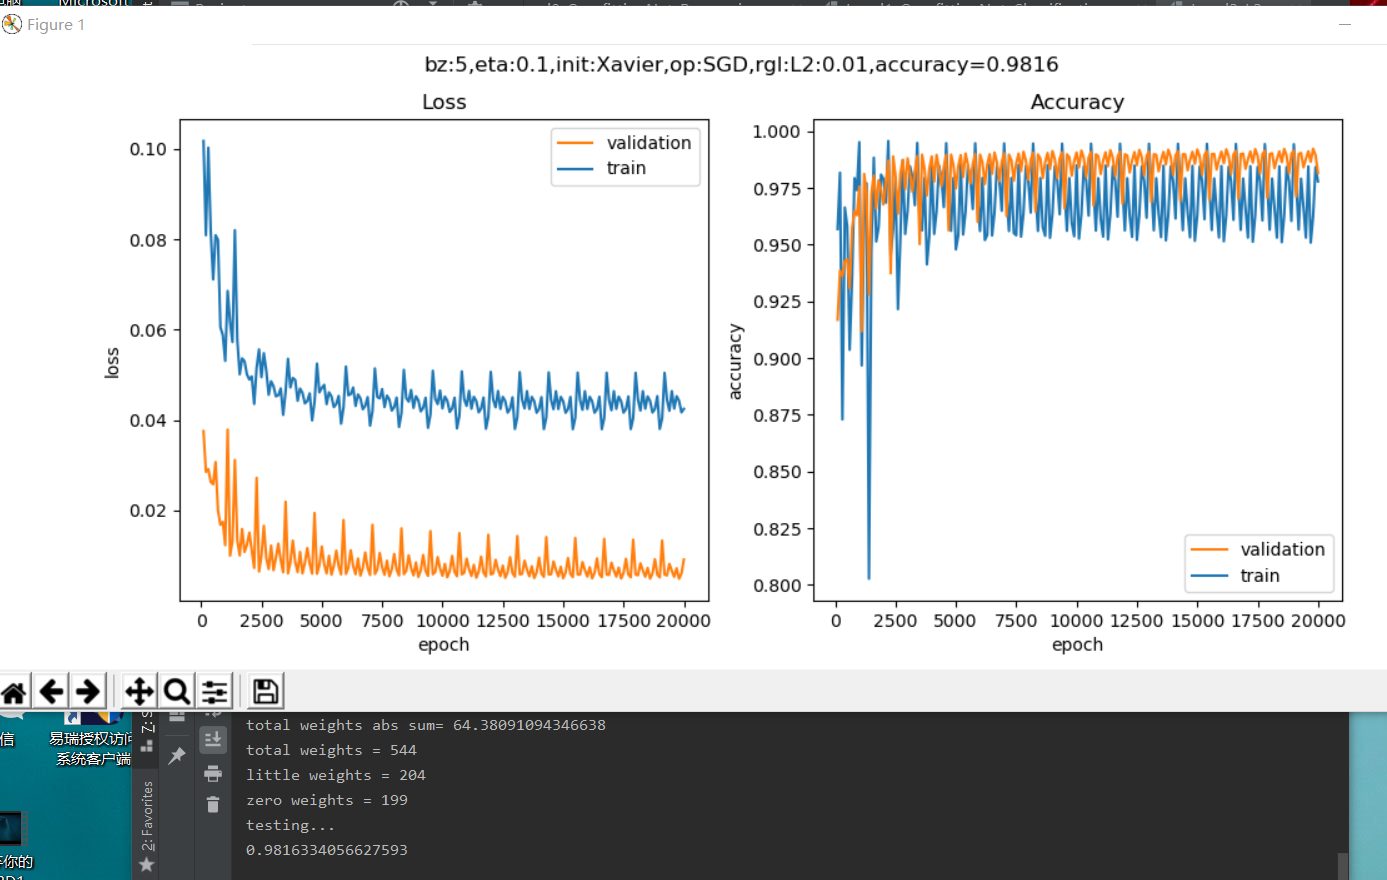 Microsoft
Figure 1
bz:5,eta:0.1,init:Xavier,op:SGD,rgl:L2:0.01,accuracy=0.9816
Loss
Accuracy
validation
train
0.10
0.08
0.06
0.04
0.02
loss
0
2500
5000
7500
10000
12500
15000
17500
20000
epoch
1.000
0.975
0.950
0.925
0.900
0.875
0.850
0.825
0.800
accuracy
validation
train
0
2500
5000
7500
10000
12500
15000
17500
20000
epoch
信
易瑞授权访问
系统客户端
你的
Z: S
2: Favorites
total weights abs sum= 64.38091094346638
total weights = 544
little weights = 204
zero weights = 199
testing...
0.9816334056627593